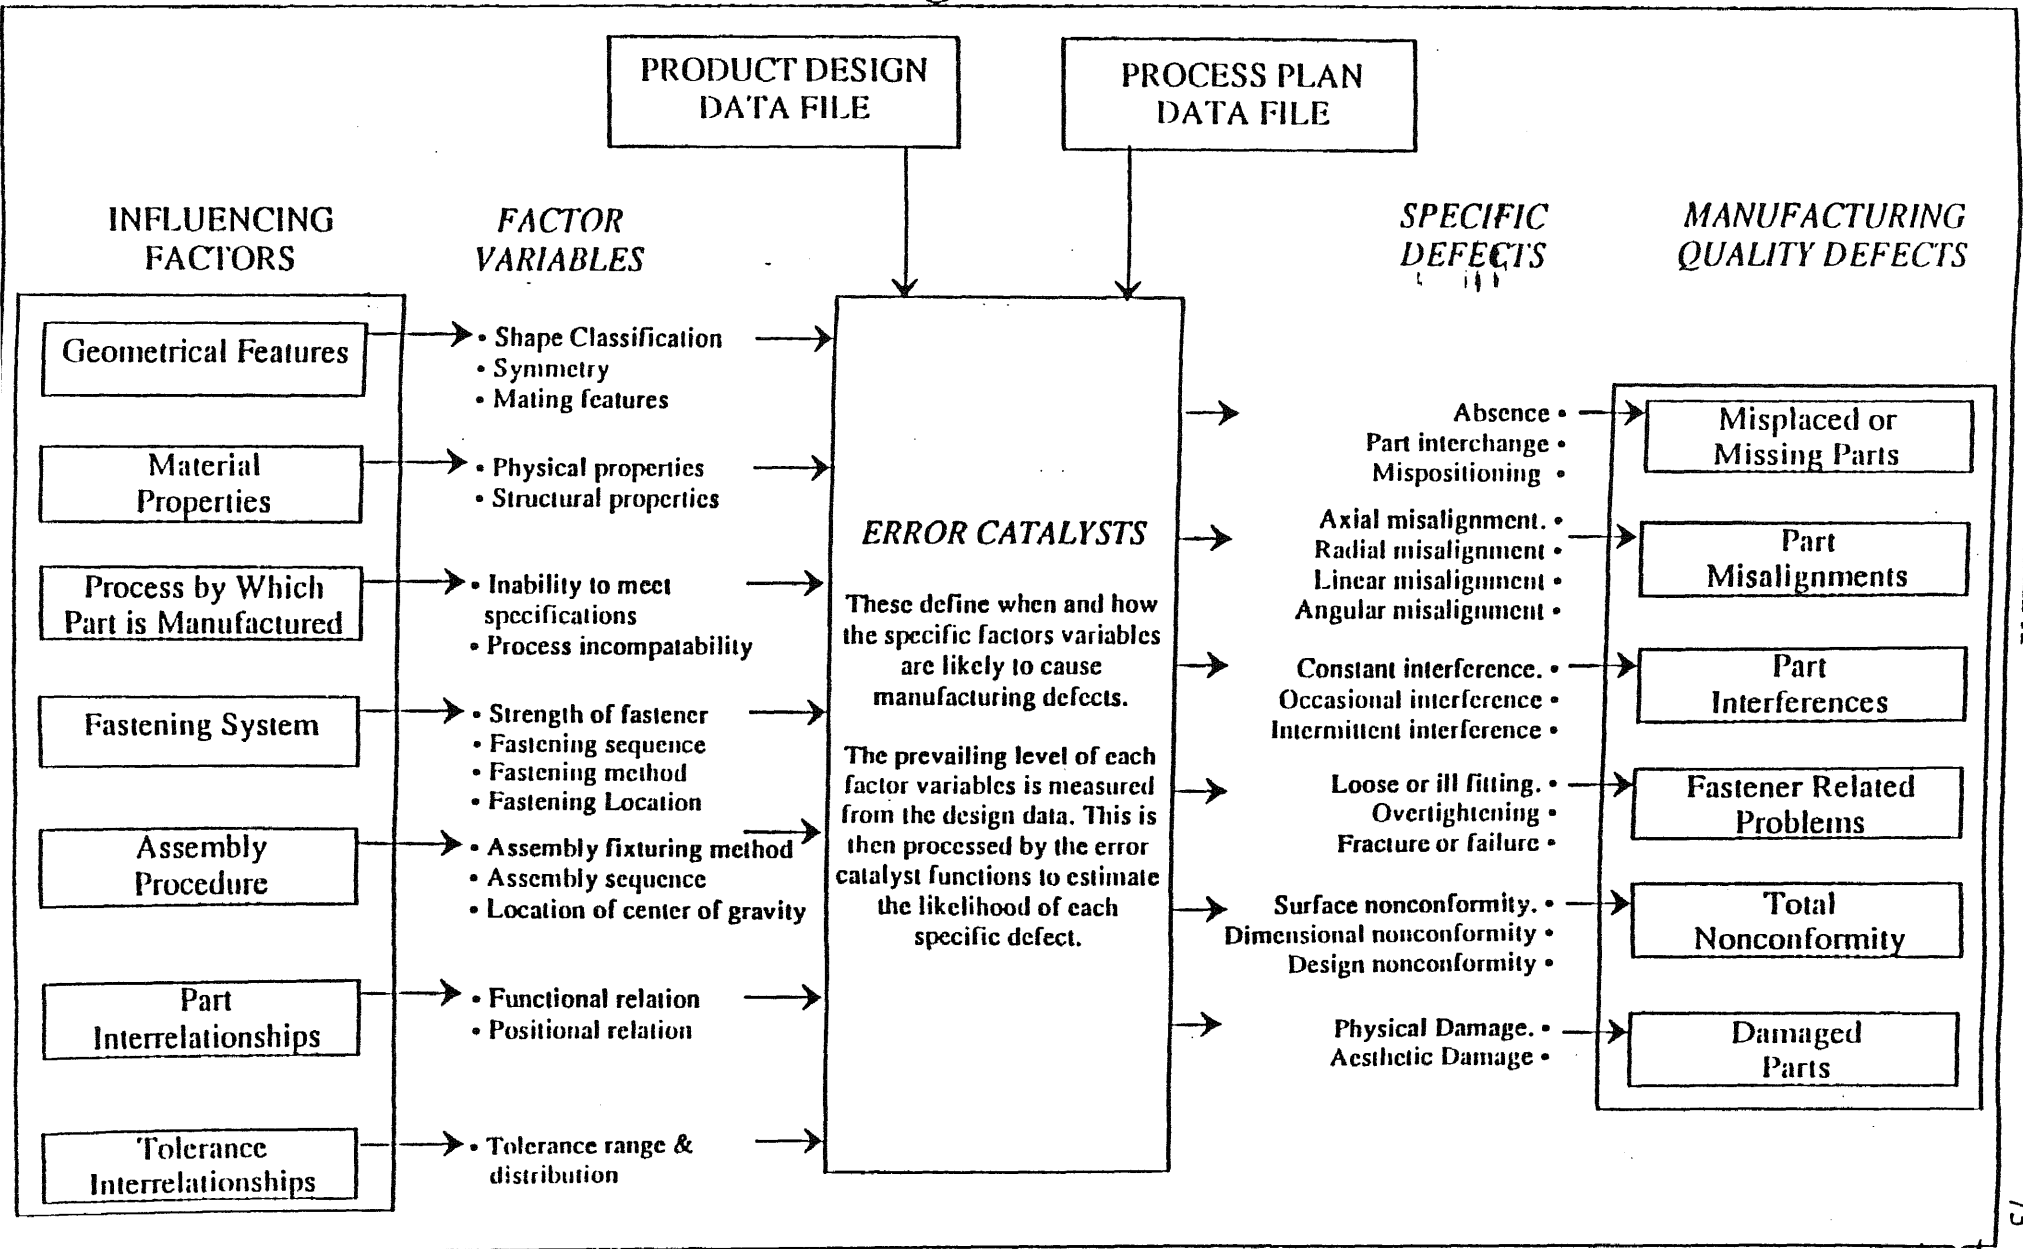 PRODUCT DESIGN
DATA FILE
PROCESS PLAN
DATA FILE
INFLUENCING
FACTORS
FACTOR
VARIABLES
SPECIFIC
DEFECTS
MANUFACTURING
QUALITY DEFECTS
Geometrical Features
• Shape Classification
• Symmetry
• Mating features
Material
Properties
• Physical properties
• Structural properties
Process by Which
Part is Manufactured
• Inability to meet
specifications
• Process incompatability
Fastening System
• Strength of fastener
• Fastening sequence
• Fastening method
• Fastening Location
Assembly
Procedure
• Assembly fixturing method
• Assembly sequence
• Location of center of gravity
Part
Interrelationships
• Functional relation
• Positional relation
Tolerance
Interrelationships
• Tolerance range &
distribution
ERROR CATALYSTS
These define when and how
the specific factors variables
are likely to cause
manufacturing defects.
The prevailing level of each
factor variables is measured
from the design data. This is
then processed by the error
catalyst functions to estimate
the likelihood of each
specific defect.
Absence •
Part interchange •
Mispositioning •
Misplaced or
Missing Parts
Axial misalignment. •
Radial misalignment •
Linear misalignment •
Angular misalignment •
Part
Misalignments
Constant interference. •
Occasional interference •
Intermittent interference •
Part
Interferences
Loose or ill fitting. •
Overtightening •
Fracture or failure •
Fastener Related
Problems
Surface nonconformity. •
Dimensional nonconformity •
Design nonconformity •
Total
Nonconformity
Physical Damage. •
Aesthetic Damage •
Damaged
Parts